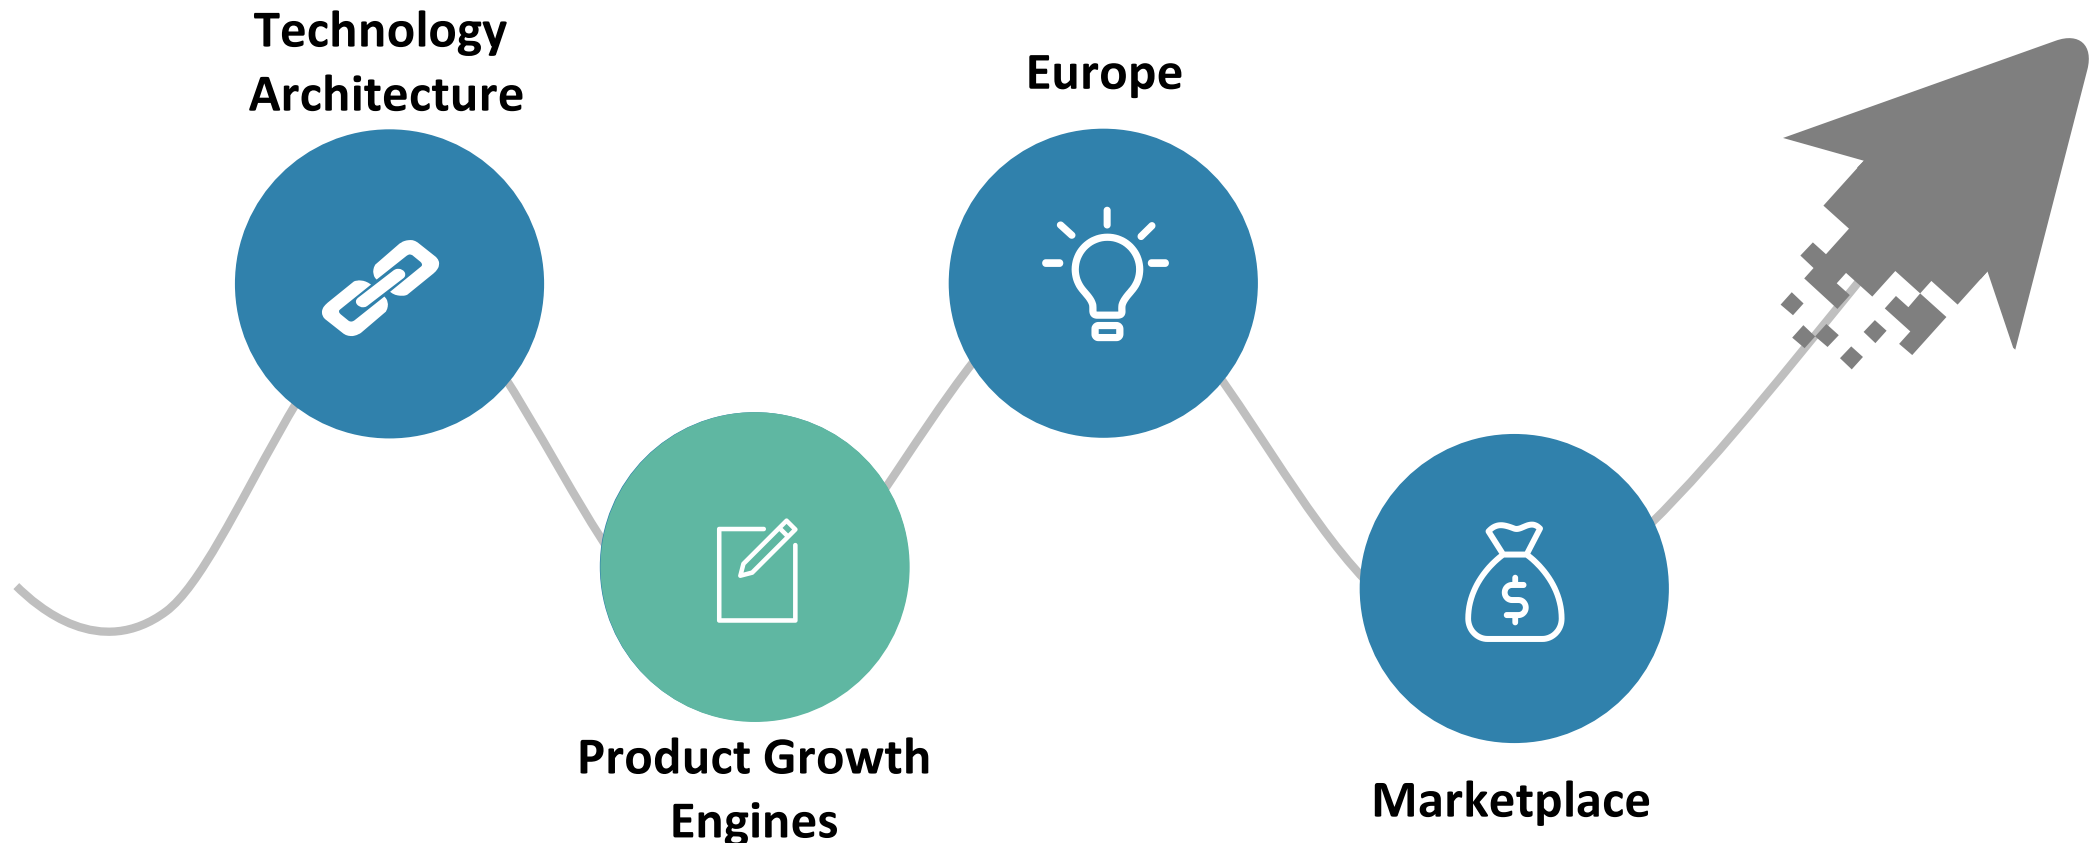 Technology
Architecture
Europe
$
Product Growth
Engines
Marketplace